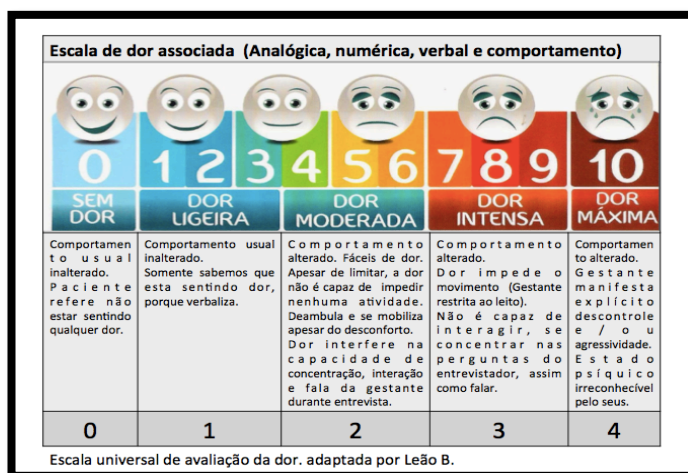 Escala de dor associada (Analógica, numérica, verbal e comportamento)
0 1 2 3 4 5 6 7 8 9 10
SEM
DOR
DOR
LIGEIRA
DOR
MODERADA
DOR
INTENSA
DOR
MÁXIMA
Comportamen
to usual
inalterado.
Paciente
refere não
estar sentindo
qualquer dor.
Comportamento usual
inalterado.
Somente sabemos que
esta sentindo dor,
porque verbaliza.
Comportamento
alterado. Fáceis de dor.
Apesar de limitar, a dor
não é capaz de impedir
nenhuma atividade.
Deambula e se mobiliza
apesar do desconforto.
Dor interfere na
capacidade de
concentração, interação
e fala da gestante
durante entrevista.
Comportamento
alterado.
Dor impede o
movimento (Gestante
restrita ao leito).
Não é capaz de
interagir, se
concentrar nas
perguntas do
entrevistador, assim
como falar.
Comportamen
to alterado.
Gestante
manifesta
explícito
descontrole
e / o u
agressividade.
Estado
psíquico
irreconhecível
pelo seus.
0 1 2 3 4
Escala universal de avaliação da dor. adaptada por Leão B.